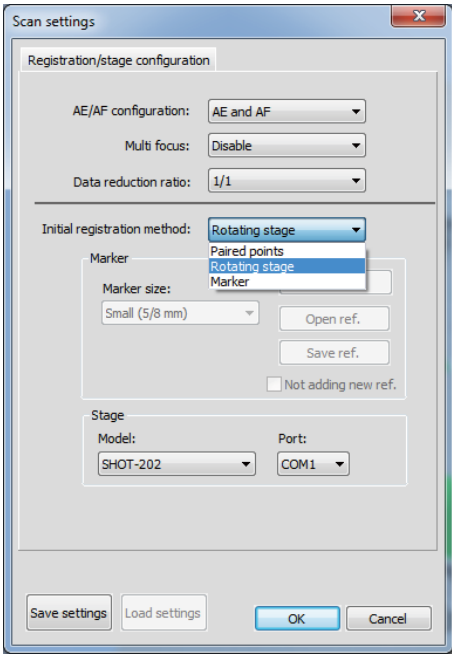 Scan settings
Registration/stage configuration
AE/AF configuration: AE and AF
Multi focus: Disable
Data reduction ratio: 1/1
Initial registration method: Rotating stage
Paired points
Rotating stage
Marker
Marker
Marker size:
Small (5/8 mm)
Open ref.
Save ref.
Not adding new ref.
Stage
Model: Port:
SHOT-202 COM1
Save settings Load settings OK Cancel